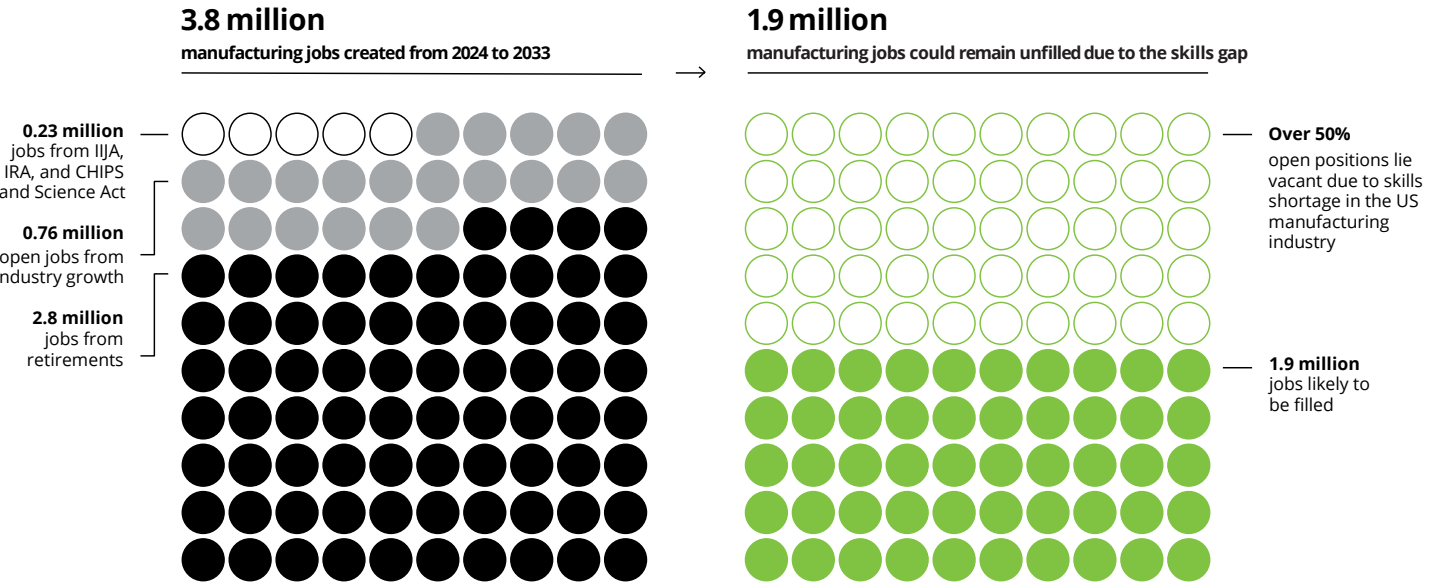 3.8 million
manufacturing jobs created from 2024 to 2033
0.23 million
jobs from IIJA,
IRA, and CHIPS
and Science Act
0.76 million
open jobs from
industry growth
2.8 million
jobs from
retirements
1.9 million
manufacturing jobs could remain unfilled due to the skills gap
Over 50%
open positions lie
vacant due to skills
shortage in the US
manufacturing
industry
1.9 million
jobs likely to
be filled